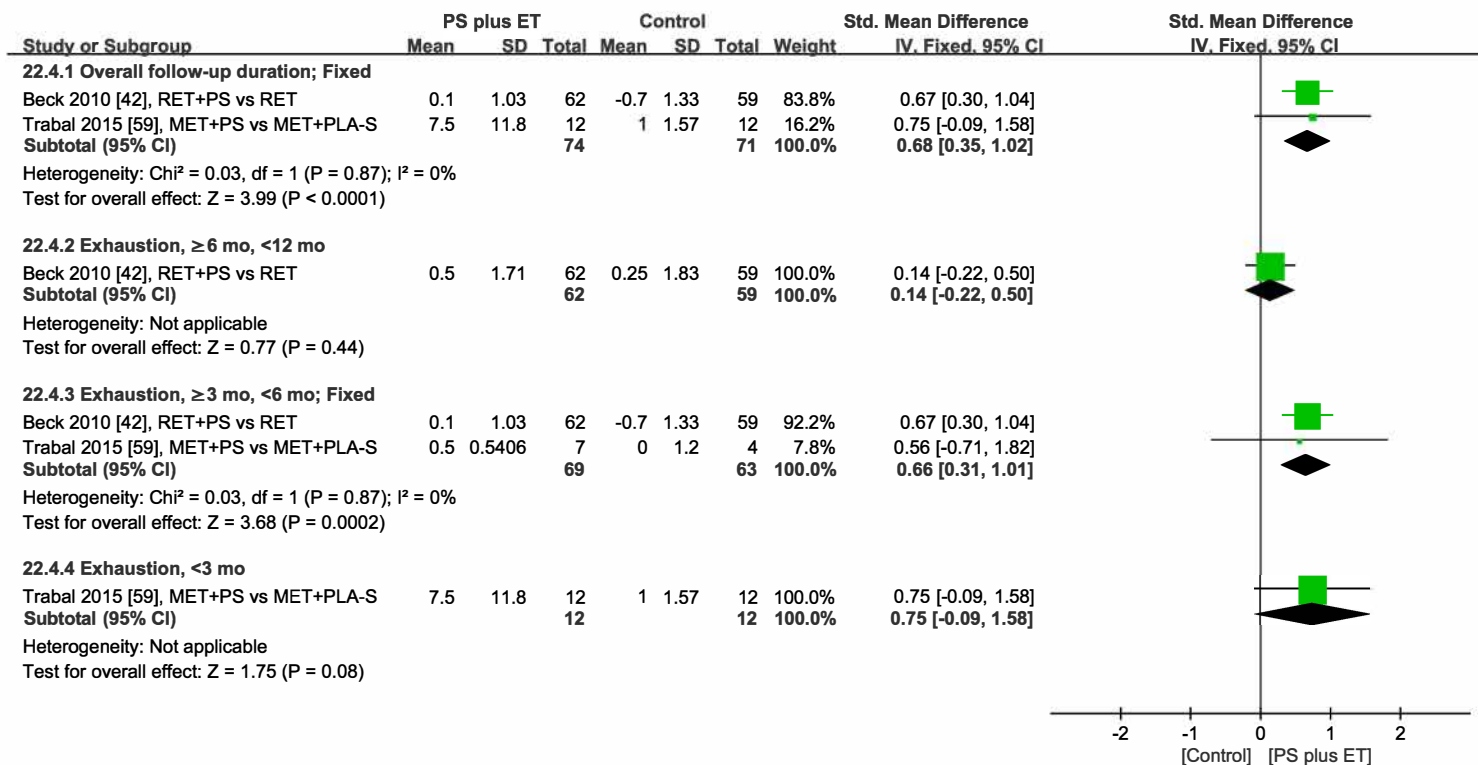 PS plus ET Control Std. Mean Difference Std. Mean Difference
Study or Subgroup Mean SD Total Mean SD Total Weight IV, Fixed, 95% CI IV, Fixed, 95% CI
22.4.1 Overall follow-up duration; Fixed
Beck 2010 [42], RET+PS vs RET 0.1 1.03 62 -0.7 1.33 59 83.8% 0.67 [0.30, 1.04]
Trabal 2015 [59], MET+PS vs MET+PLA-S 7.5 11.8 12 1 1.57 12 16.2% 0.75 [-0.09, 1.58]
Subtotal (95% CI) 74 71 100.0% 0.68 [0.35, 1.02]
Heterogeneity: Chi² = 0.03, df = 1 (P = 0.87); I² = 0%
Test for overall effect: Z = 3.99 (P < 0.0001)
22.4.2 Exhaustion, ≥6 mo, <12 mo
Beck 2010 [42], RET+PS vs RET 0.5 1.71 62 0.25 1.83 59 100.0% 0.14 [-0.22, 0.50]
Subtotal (95% CI) 62 59 100.0% 0.14 [-0.22, 0.50]
Heterogeneity: Not applicable
Test for overall effect: Z = 0.77 (P = 0.44)
22.4.3 Exhaustion, ≥3 mo, <6 mo; Fixed
Beck 2010 [42], RET+PS vs RET 0.1 1.03 62 -0.7 1.33 59 92.2% 0.67 [0.30, 1.04]
Trabal 2015 [59], MET+PS vs MET+PLA-S 0.5 0.5406 7 0 1.2 4 7.8% 0.56 [-0.71, 1.82]
Subtotal (95% CI) 69 63 100.0% 0.66 [0.31, 1.01]
Heterogeneity: Chi² = 0.03, df = 1 (P = 0.87); I² = 0%
Test for overall effect: Z = 3.68 (P = 0.0002)
22.4.4 Exhaustion, <3 mo
Trabal 2015 [59], MET+PS vs MET+PLA-S 7.5 11.8 12 1 1.57 12 100.0% 0.75 [-0.09, 1.58]
Subtotal (95% CI) 12 12 100.0% 0.75 [-0.09, 1.58]
Heterogeneity: Not applicable
Test for overall effect: Z = 1.75 (P = 0.08)
-2 -1 0 1 2
[Control] [PS plus ET]